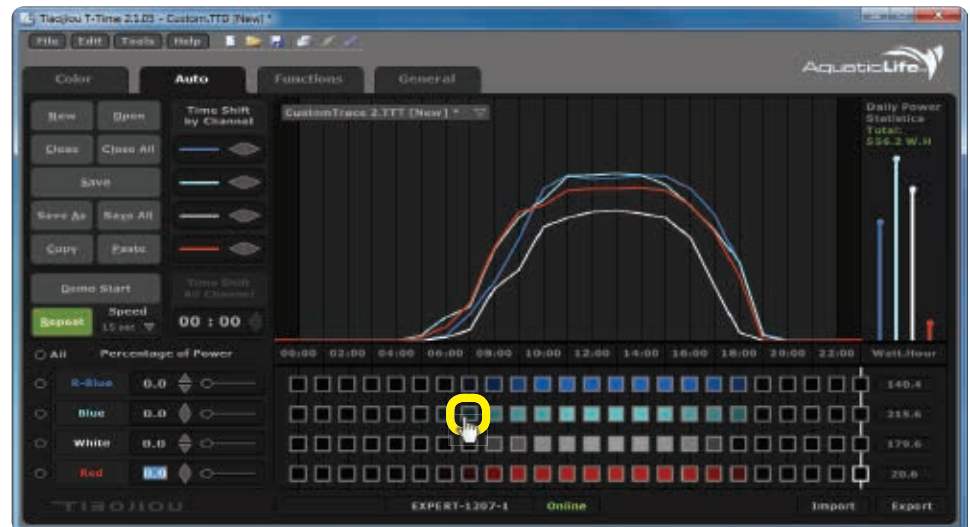 Tiaojiou T-Time 2.1.05 - Custom.TTD [New] *
File Edit Tools Help
AquaticLife
Color Auto Functions General
New Open Time Shift by Channel
CustomTrace 2.TTT [New] *
Daily Power Statistics
Total:
556.2 W.H
Close Close All
Save
Save As Save All
Copy Paste
Demo Start Time Shift All Channel
Repeat Speed 15 sec 00 : 00
All Percentage of Power 00:00 02:00 04:00 06:00 08:00 10:00 12:00 14:00 16:00 18:00 20:00 22:00 Watt.Hour
R-Blue 0.0 140.4
Blue 0.0 215.6
White 0.0 179.6
Red 0.0 20.6
TIAOJIOU EXPERT-1207-1 Online Import Export